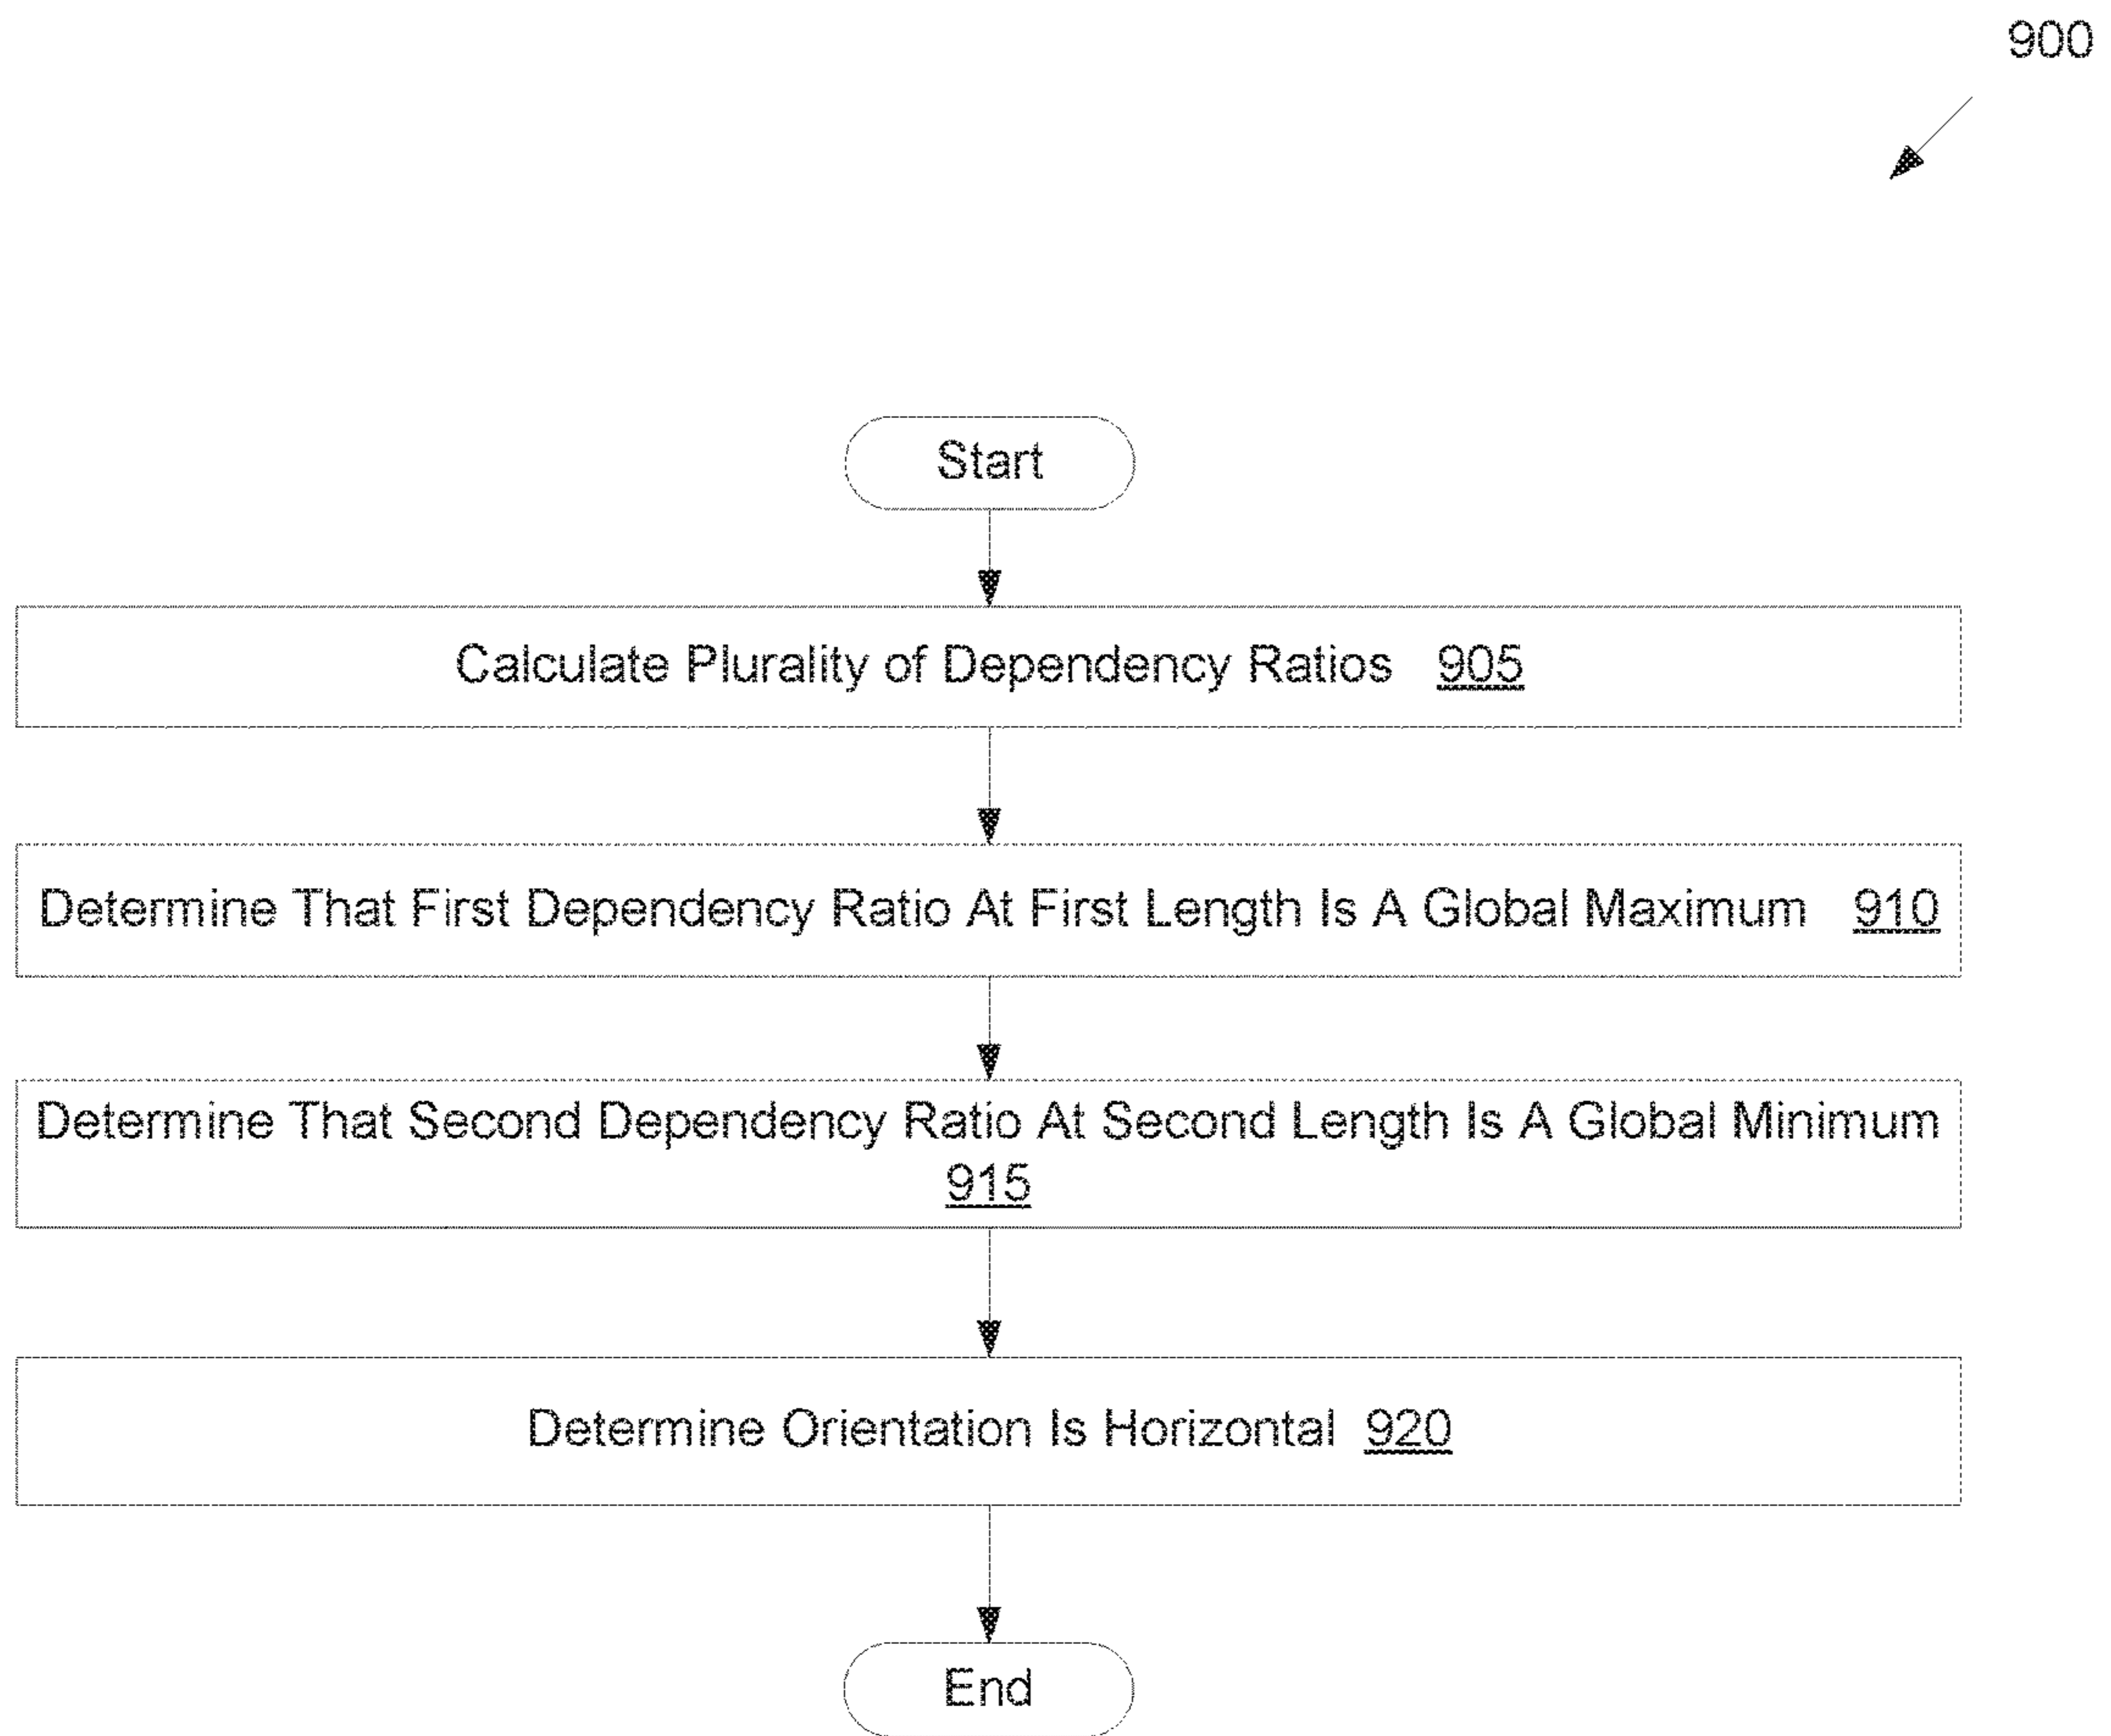 900
Start
Calculate Plurality of Dependency Ratios 905
Determine That First Dependency Ratio At First Length Is A Global Maximum 910
Determine That Second Dependency Ratio At Second Length Is A Global Minimum
915
Determine Orientation Is Horizontal 920
End